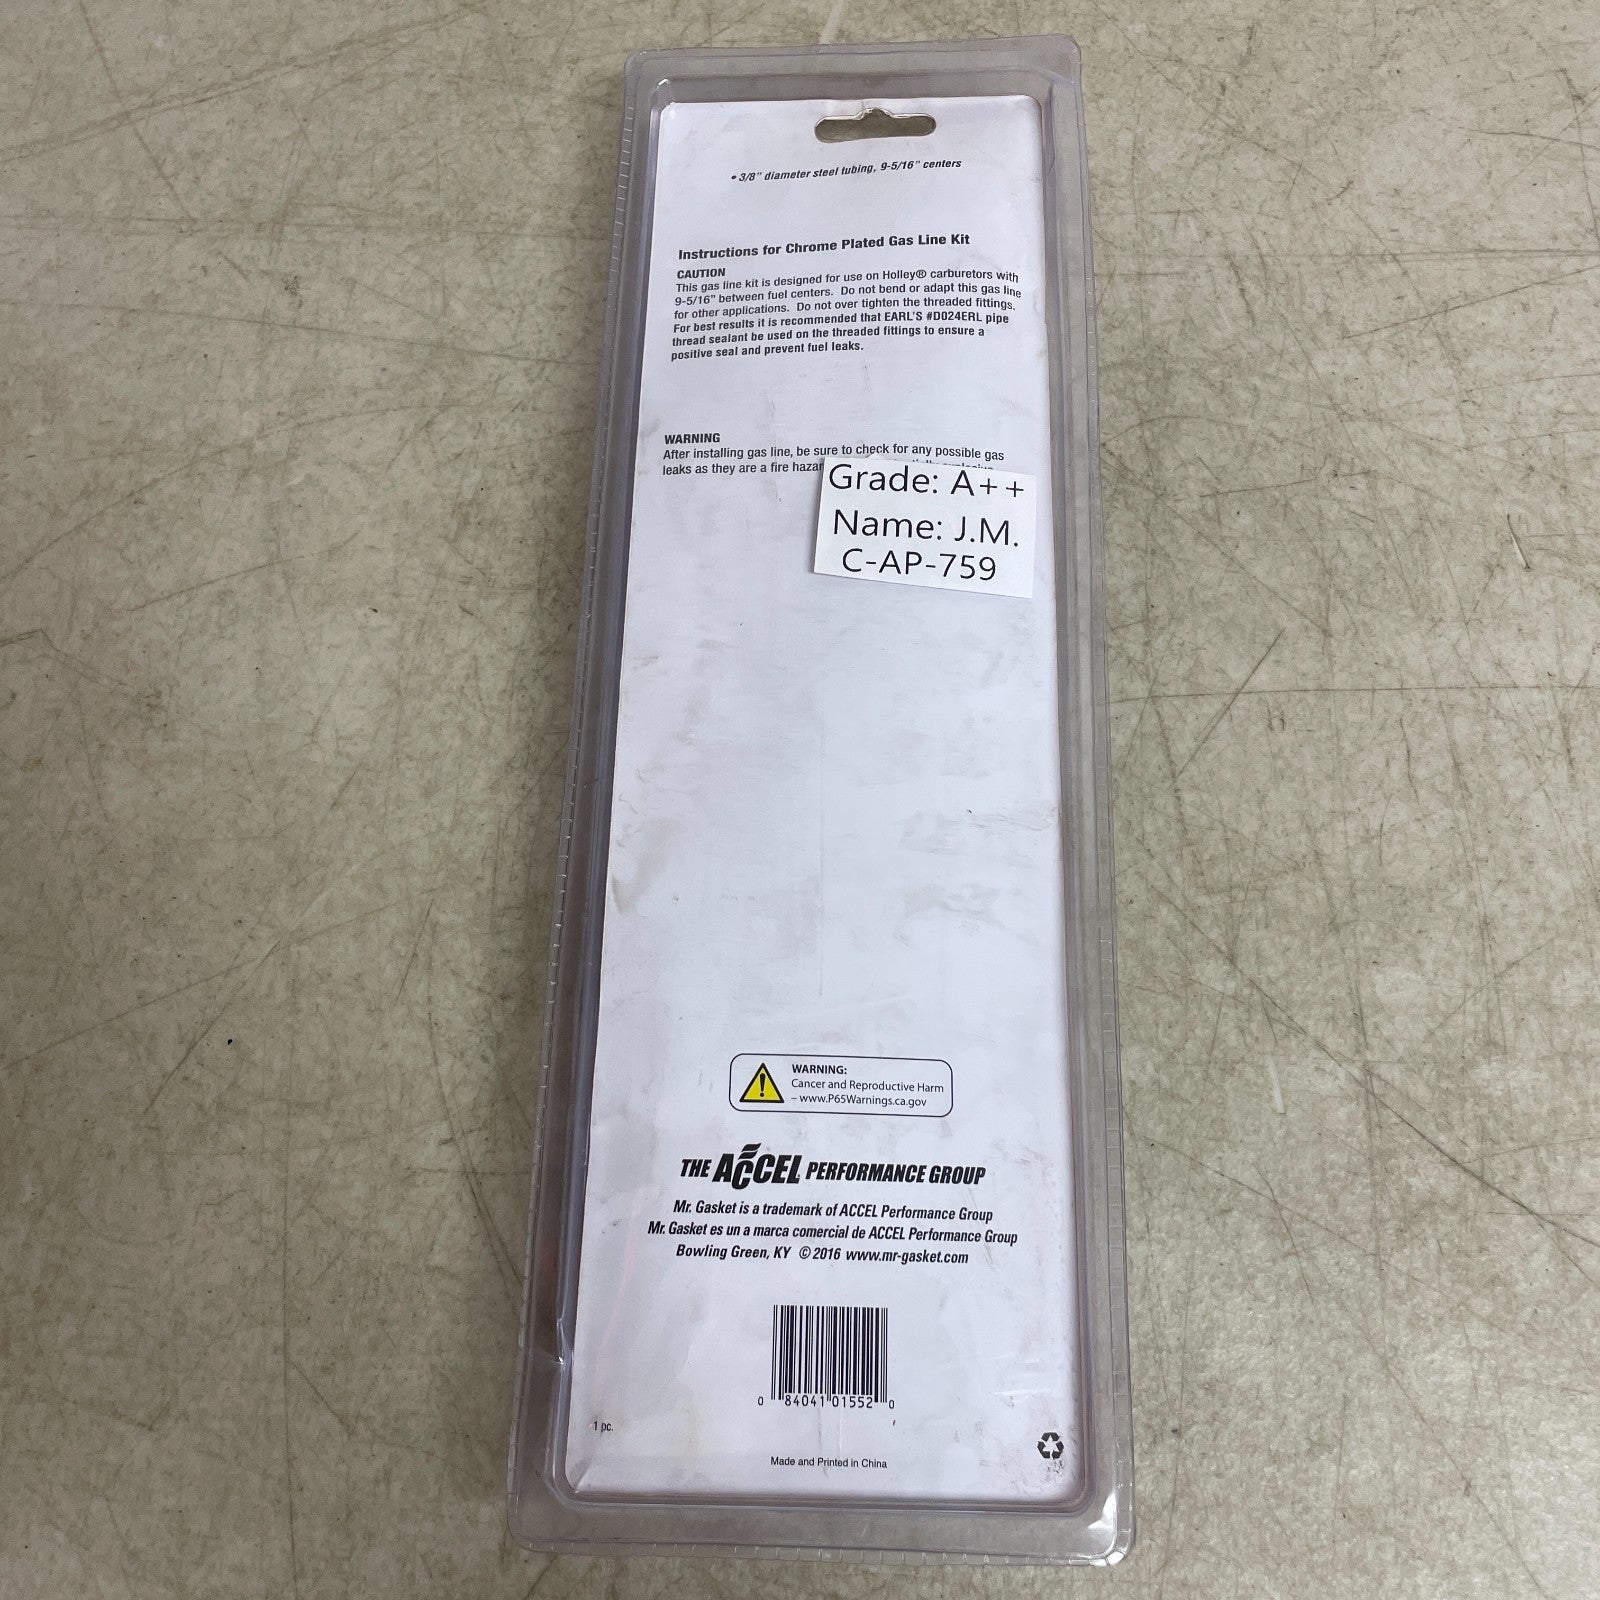 • 3/8" diameter steel tubing, 9-5/16" centers
Instructions for Chrome Plated Gas Line Kit
CAUTION
This gas line kit is designed for use on Holley® carburetors with
9-5/16" between fuel centers. Do not bend or adapt this gas line
for other applications. Do not over tighten the threaded fittings.
For best results it is recommended that EARL'S #D024ERL pipe
thread sealant be used on the threaded fittings to ensure a
positive seal and prevent fuel leaks.
WARNING
After installing gas line, be sure to check for any possible gas
leaks as they are a fire
Grade: A++
Name: J.M.
C-AP-759
WARNING:
Cancer and Reproductive Harm
– www.P65Warnings.ca.gov
THE ACCEL PERFORMANCE GROUP
Mr. Gasket is a trademark of ACCEL Performance Group
Mr. Gasket es un a marca comercial de ACCEL Performance Group
Bowling Green, KY © 2016 www.mr-gasket.com
0 84041 01552 0
1 pc.
Made and Printed in China